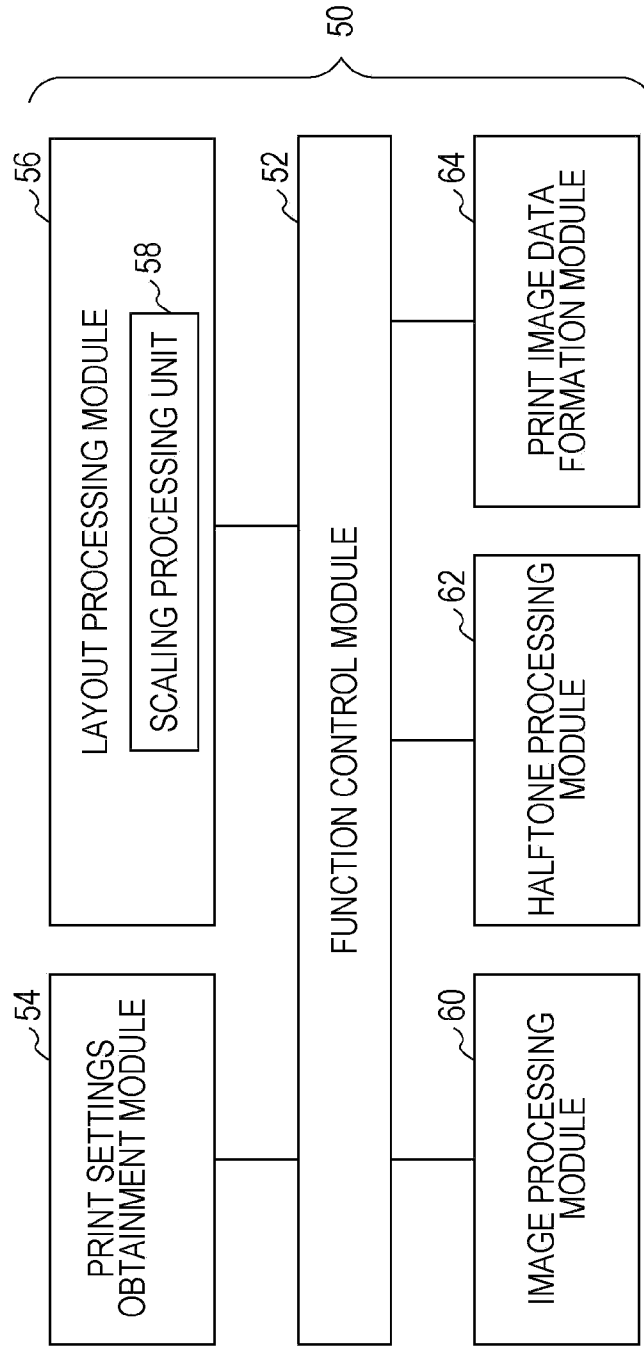 54
PRINT SETTINGS
OBTAINMENT MODULE
56
LAYOUT PROCESSING MODULE
58
SCALING PROCESSING UNIT
50
52
FUNCTION CONTROL MODULE
60
IMAGE PROCESSING
MODULE
62
HALFTONE PROCESSING
MODULE
64
PRINT IMAGE DATA
FORMATION MODULE